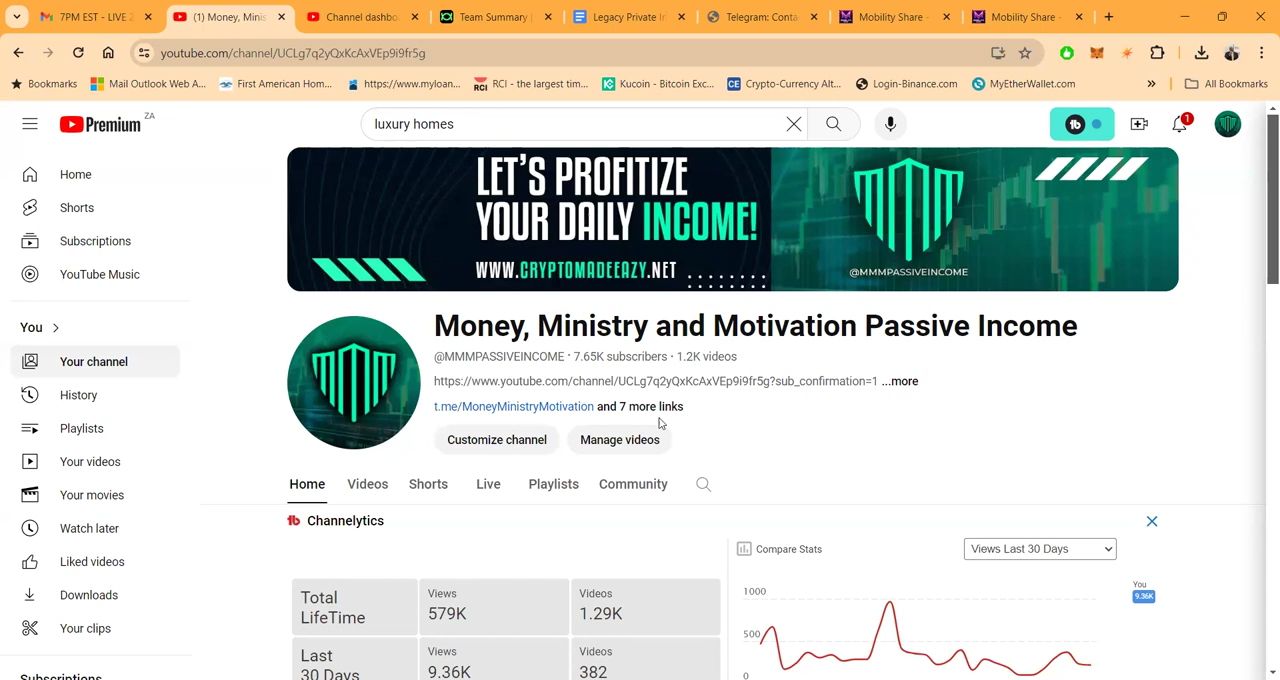 7PM EST - LIVE Z
(1) Money, Minis
Channel dashbo
Team Summary |
Legacy Private In
Telegram: Conta
Mobility Share -
Mobility Share -
youtube.com/channel/UCLg7q2yQxKcAxVEp9i9fr5g
Bookmarks
Mail Outlook Web A...
First American Hom...
https://www.myloan...
RCI
RCI - the largest tim...
Kucoin - Bitcoin Exc...
CE
Crypto-Currency Alt...
Login-Binance.com
MyEtherWallet.com
»
All Bookmarks
Premium
ZA
luxury homes
tb
1
Home
Shorts
Subscriptions
YouTube Music
You
Your channel
History
Playlists
Your videos
Your movies
Watch later
Liked videos
Downloads
Your clips
Subscriptions
LET'S PROFITIZE
YOUR DAILY INCOME!
WWW.CRYPTOMADEEAZY.NET
@MMMPASSIVEINCOME
Money, Ministry and Motivation Passive Income
@MMMPASSIVEINCOME · 7.65K subscribers · 1.2K videos
https://www.youtube.com/channel/UCLg7q2yQxKcAxVEp9i9fr5g?sub_confirmation=1 ...more
t.me/MoneyMinistryMotivation and 7 more links
Customize channel
Manage videos
Home
Videos
Shorts
Live
Playlists
Community
tb Channelytics
Total
LifeTime
Views
579K
Videos
1.29K
Last
30 Days
Views
9.36K
Videos
382
Compare Stats
Views Last 30 Days
1000
500
0
You
9.36K